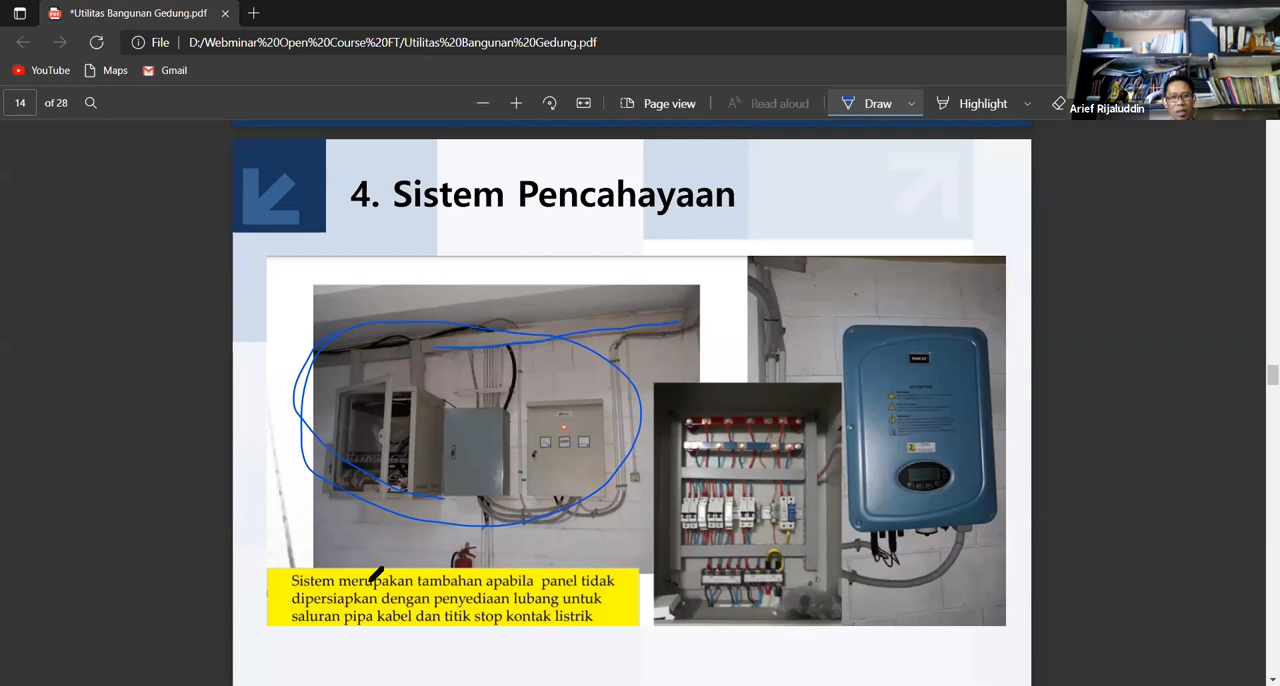 *Utilitas Bangunan Gedung.pdf
File
D:/Webminar%20Open%20Course%20FT/Utilitas%20Bangunan%20Gedung.pdf
YouTube
Maps
Gmail
14
of 28
Page view
Read aloud
Draw
Highlight
Arief Rijaluddin
4. Sistem Pencahayaan
ATTENTION
Sistem merupakan tambahan apabila panel tidak
dipersiapkan dengan penyediaan lubang untuk
saluran pipa kabel dan titik stop kontak listrik